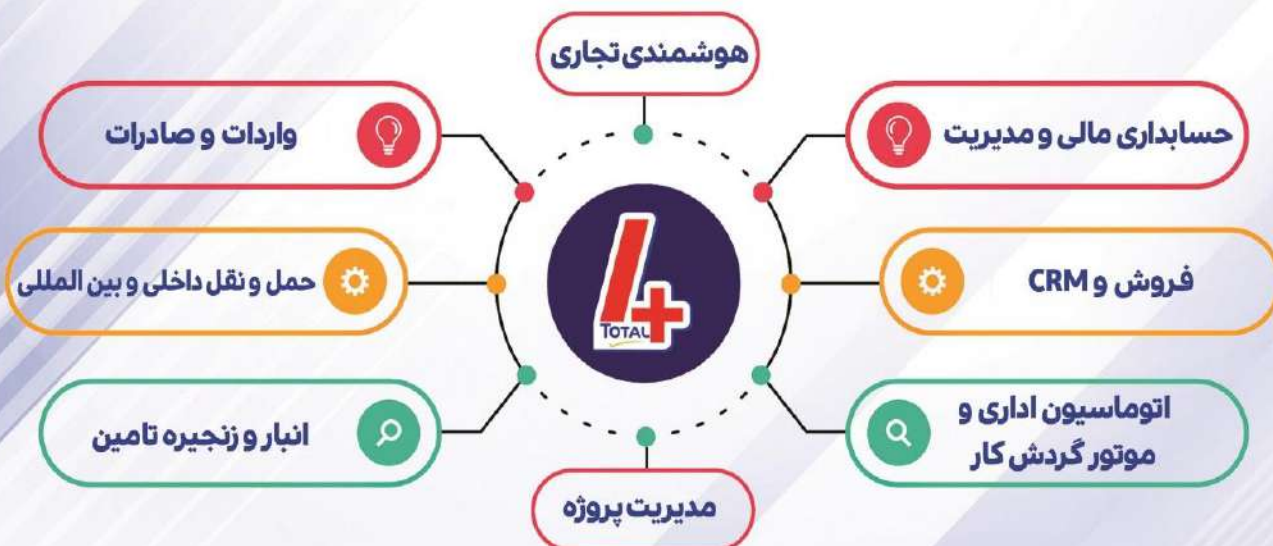 هوشمندی تجاری
حسابداری مالی و مدیریت
واردات و صادرات
فروش و CRM
حمل و نقل داخلی و بین المللی
4+
TOTAL
اتوماسیون اداری و
موتور گردش کار
انبار و زنجیره تامین
مدیریت پروژه